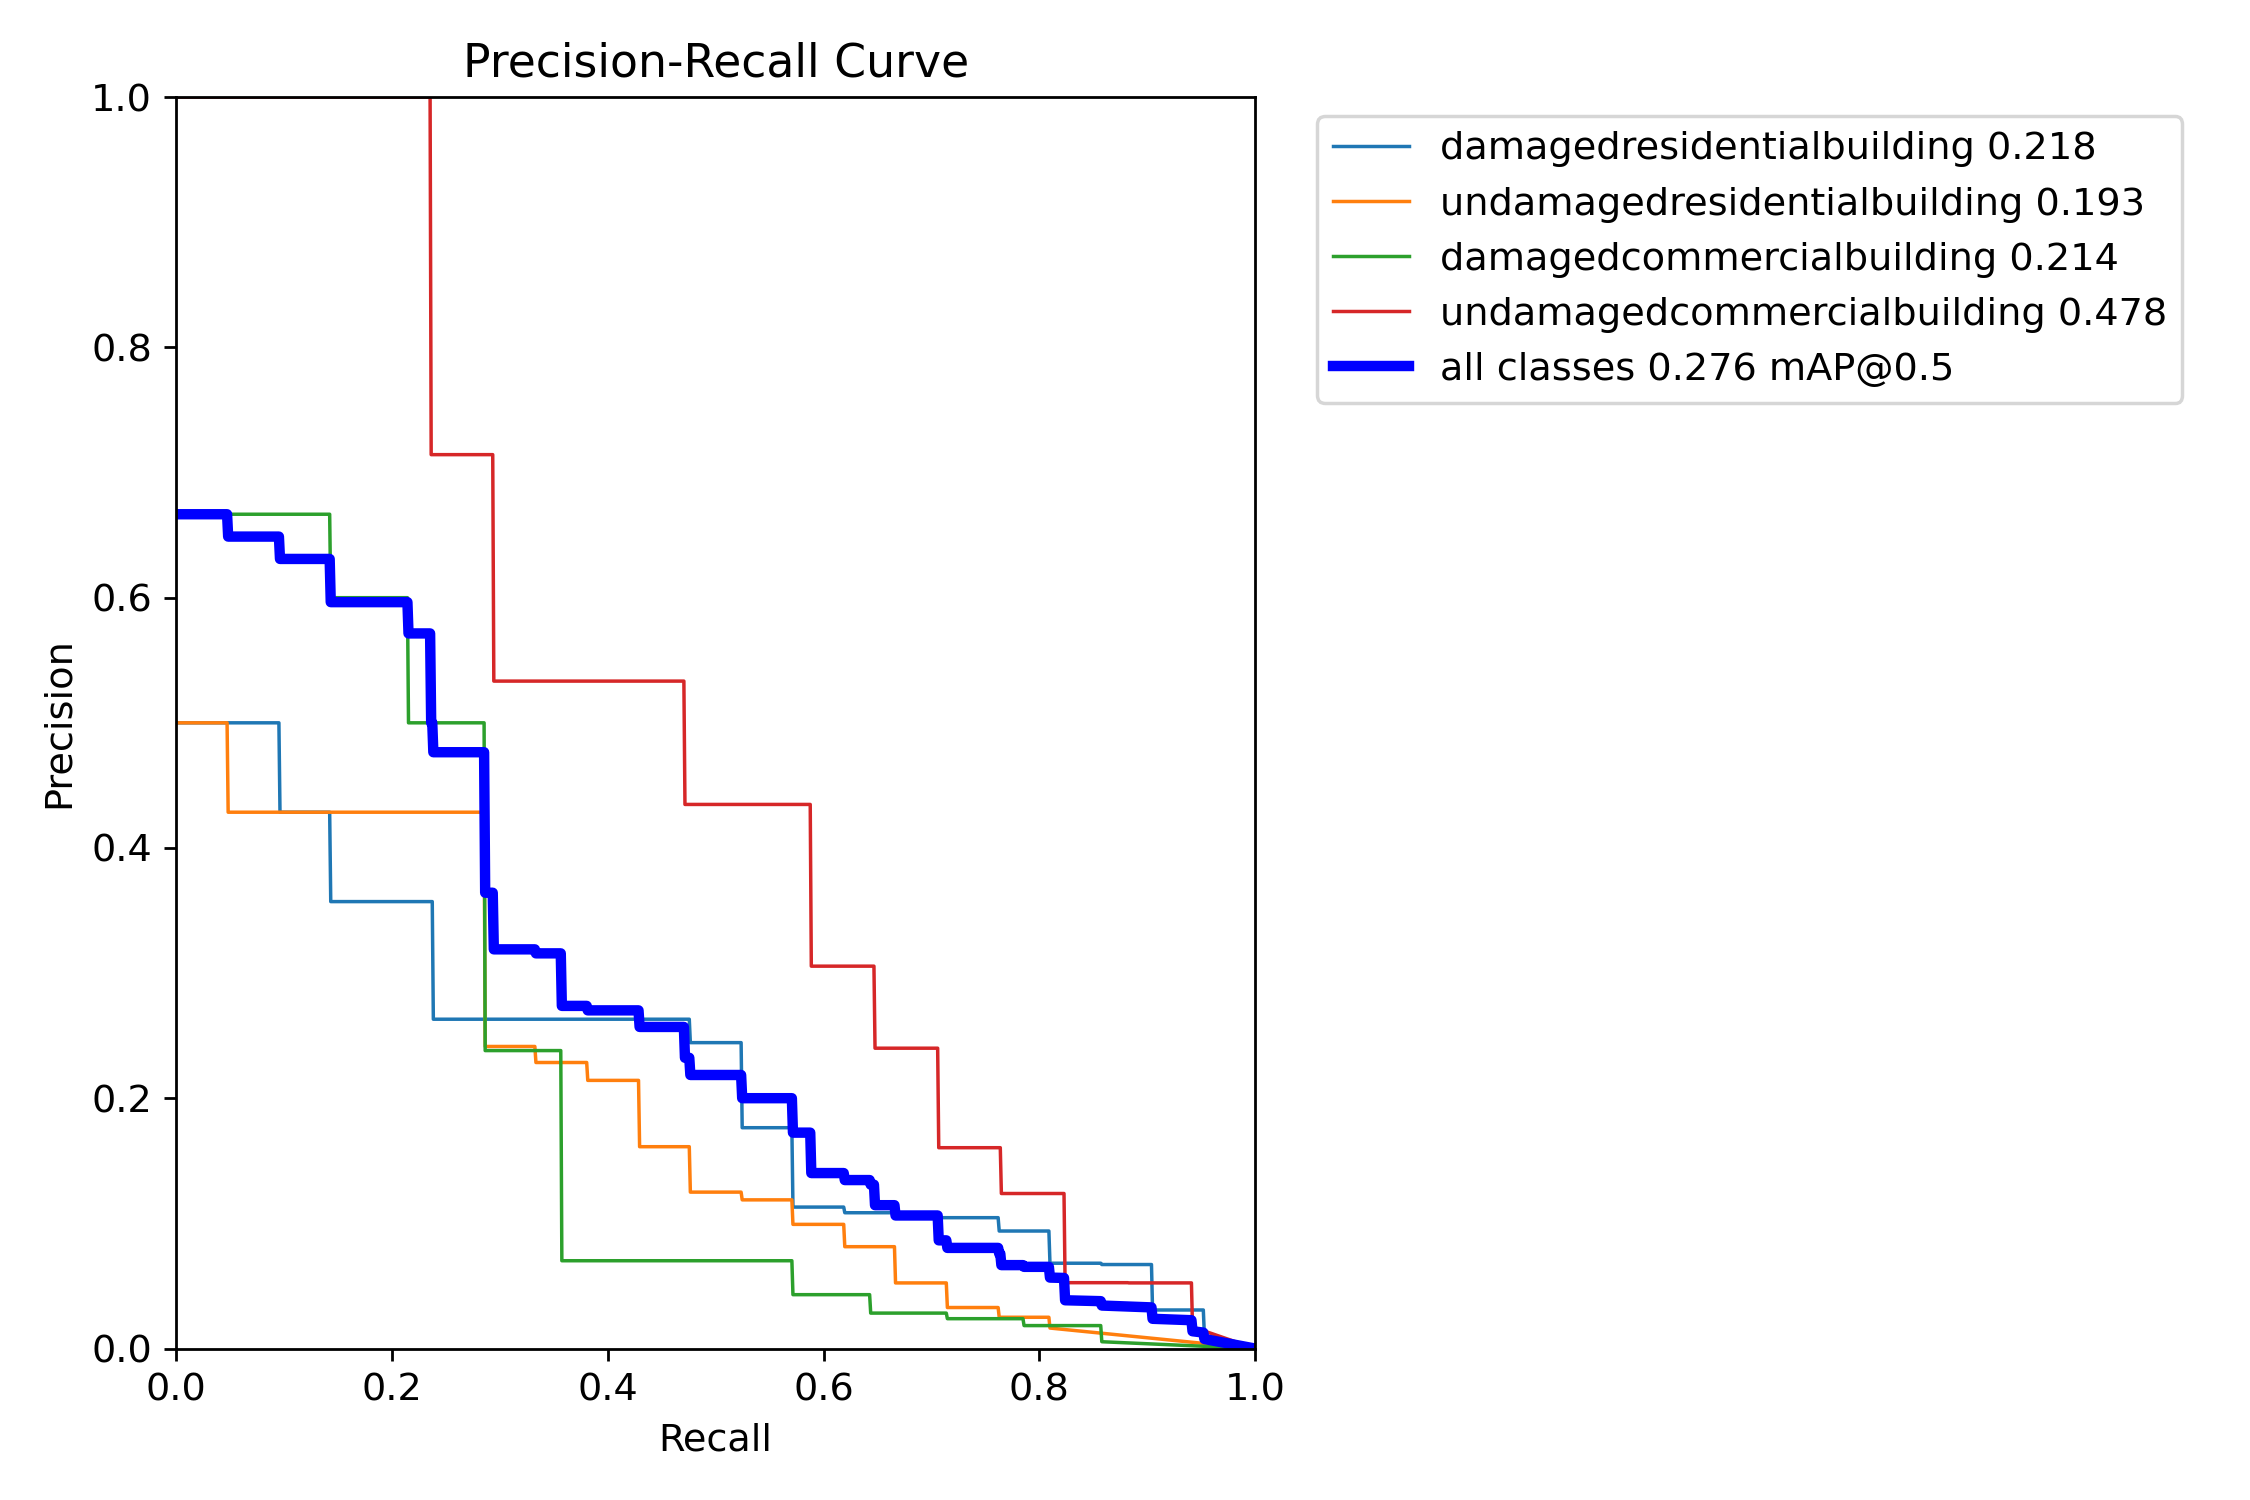 Precision-Recall Curve
1.0
0.8
0.6
0.4
0.2
0.0
Precision
0.0 0.2 0.4 0.6 0.8 1.0
Recall
damagedresidentialbuilding 0.218
undamagedresidentialbuilding 0.193
damagedcommercialbuilding 0.214
undamagedcommercialbuilding 0.478
all classes 0.276 mAP@0.5